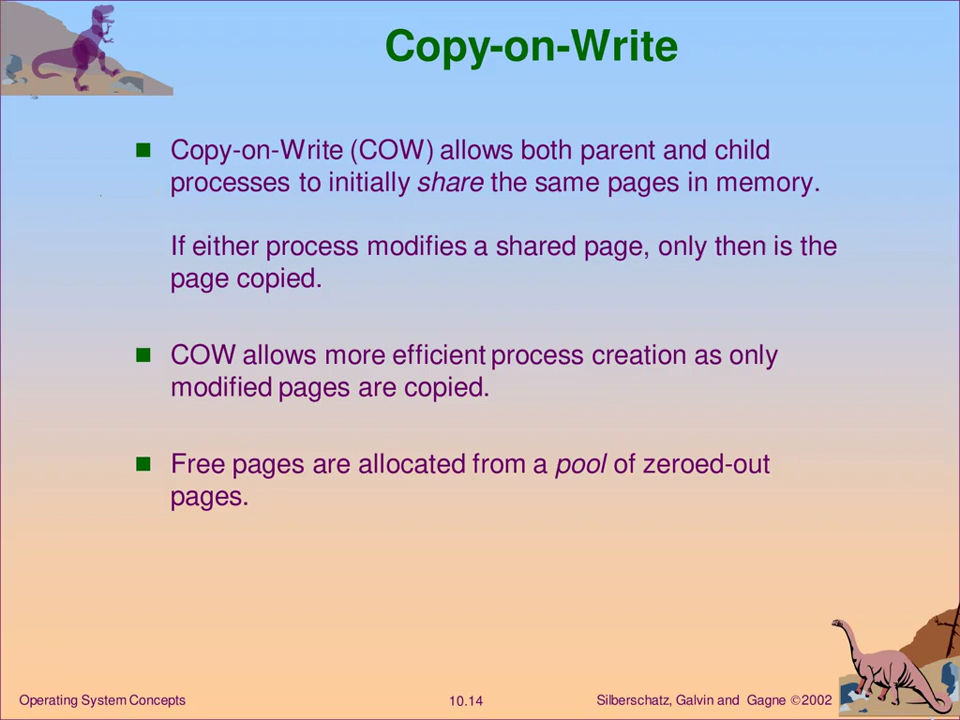 Copy-on-Write
Copy-on-Write (COW) allows both parent and child
processes to initially share the same pages in memory.
If either process modifies a shared page, only then is the
page copied.
COW allows more efficient process creation as only
modified pages are copied.
Free pages are allocated from a pool of zeroed-out
pages.
Operating System Concepts
10.14
Silberschatz, Galvin and Gagne ©2002